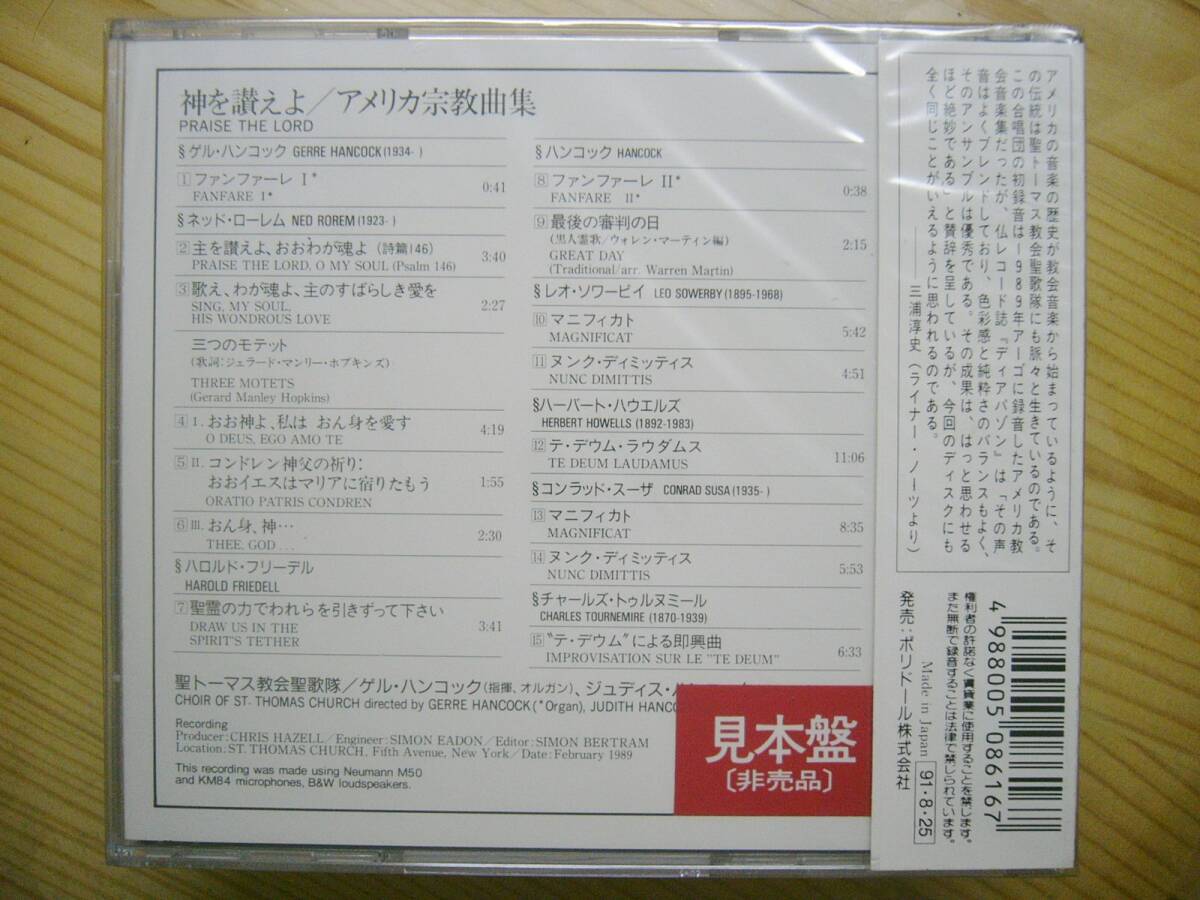 神を讃えよ／アメリカ宗教曲集
PRAISE THE LORD
§ゲル・ハンコック GERRE HANCOCK (1934- )
1 ファンファーレ I* 0:41
FANFARE I*
§ネッド・ローレム NED ROREM (1923- )
2 主を讃えよ、おおわが魂よ (詩篇146) 3:40
PRAISE THE LORD, O MY SOUL (Psalm 146)
3 歌え、わが魂よ、主のすばらしき愛を 2:27
SING, MY SOUL,
HIS WONDROUS LOVE
三つのモテット
(歌詞：ジェラード・マンリー・ホプキンズ)
THREE MOTETS
(Gerard Manley Hopkins)
4 I. おお神よ、私は おん身を愛す 4:19
O DEUS, EGO AMO TE
5 II. コンドレン神父の祈り：
おおイエスはマリアに宿りたもう 1:55
ORATIO PATRIS CONDREN
6 III. おん身、神… 2:30
THEE, GOD . . .
§ハロルド・フリーデル
HAROLD FRIEDELL
7 聖霊の力でわれらを引きずって下さい
DRAW US IN THE 3:41
SPIRIT'S TETHER
§ハンコック HANCOCK
8 ファンファーレ II* 0:38
FANFARE II*
9 最後の審判の日
(黒人霊歌／ウォレン・マーティン編) 2:15
GREAT DAY
(Traditional/arr. Warren Martin)
§レオ・ソワービイ LEO SOWERBY (1895-1968)
10 マニフィカト 5:42
MAGNIFICAT
11 ヌンク・ディミッティス 4:51
NUNC DIMITTIS
§ハーバート・ハウエルズ
HERBERT HOWELLS (1892-1983)
12 テ・デウム・ラウダムス 11:06
TE DEUM LAUDAMUS
§コンラッド・スーザ CONRAD SUSA (1935- )
13 マニフィカト 8:35
MAGNIFICAT
14 ヌンク・ディミッティス 5:53
NUNC DIMITTIS
§チャールズ・トゥルヌミール
CHARLES TOURNEMIRE (1870-1939)
15 “テ・デウム”による即興曲 6:33
IMPROVISATION SUR LE "TE DEUM"
聖トーマス教会聖歌隊／ゲル・ハンコック(指揮、オルガン)、ジュディス・
CHOIR OF ST. THOMAS CHURCH directed by GERRE HANCOCK (*Organ), JUDITH HANCO
Recording
Producer: CHRIS HAZELL／Engineer: SIMON EADON／Editor: SIMON BERTRAM
Location: ST. THOMAS CHURCH, Fifth Avenue, New York／Date: February 1989
This recording was made using Neumann M50
and KM84 microphones, B&W loudspeakers.
見本盤
〔非売品〕
アメリカの音楽の歴史が教会音楽から始まっているように、そ
の伝統は聖トーマス教会聖歌隊にも脈々と生きているのである。
この合唱団の初録音は1989年アーゴに録音したアメリカ教
会音楽集だったが、仏レコード誌『ディアパゾン』は「その声
音はよくブレンドしており、色彩感と純粋さのバランスもよく、
そのアンサンブルは優秀である。その成果は、はっと思わせる
ほど絶妙である」と賛辞を呈しているが、今回のディスクにも
全く同じことがいえるように思われるのである。
――三浦淳史(ライナー・ノーツより)
4 988005 086167
権利者の許諾なく賃貸業に使用することを禁じます。
また無断で録音することは法律で禁じられています。
Made in Japan 91・8・25
発売：ポリドール株式会社